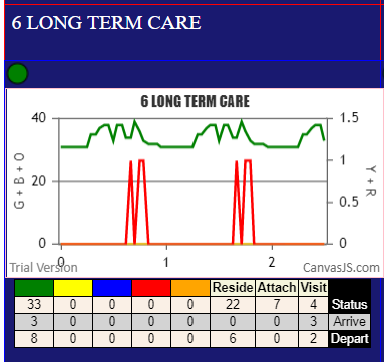 6 LONG TERM CARE
6 LONG TERM CARE
40 1.5
1
20
0.5
0 0
G + B + O
Y + R
0 1 2
Trial Version CanvasJS.com
Reside Attach Visit
33 0 0 0 0 22 7 4 Status
3 0 0 0 0 0 0 3 Arrive
8 0 0 0 0 6 0 2 Depart